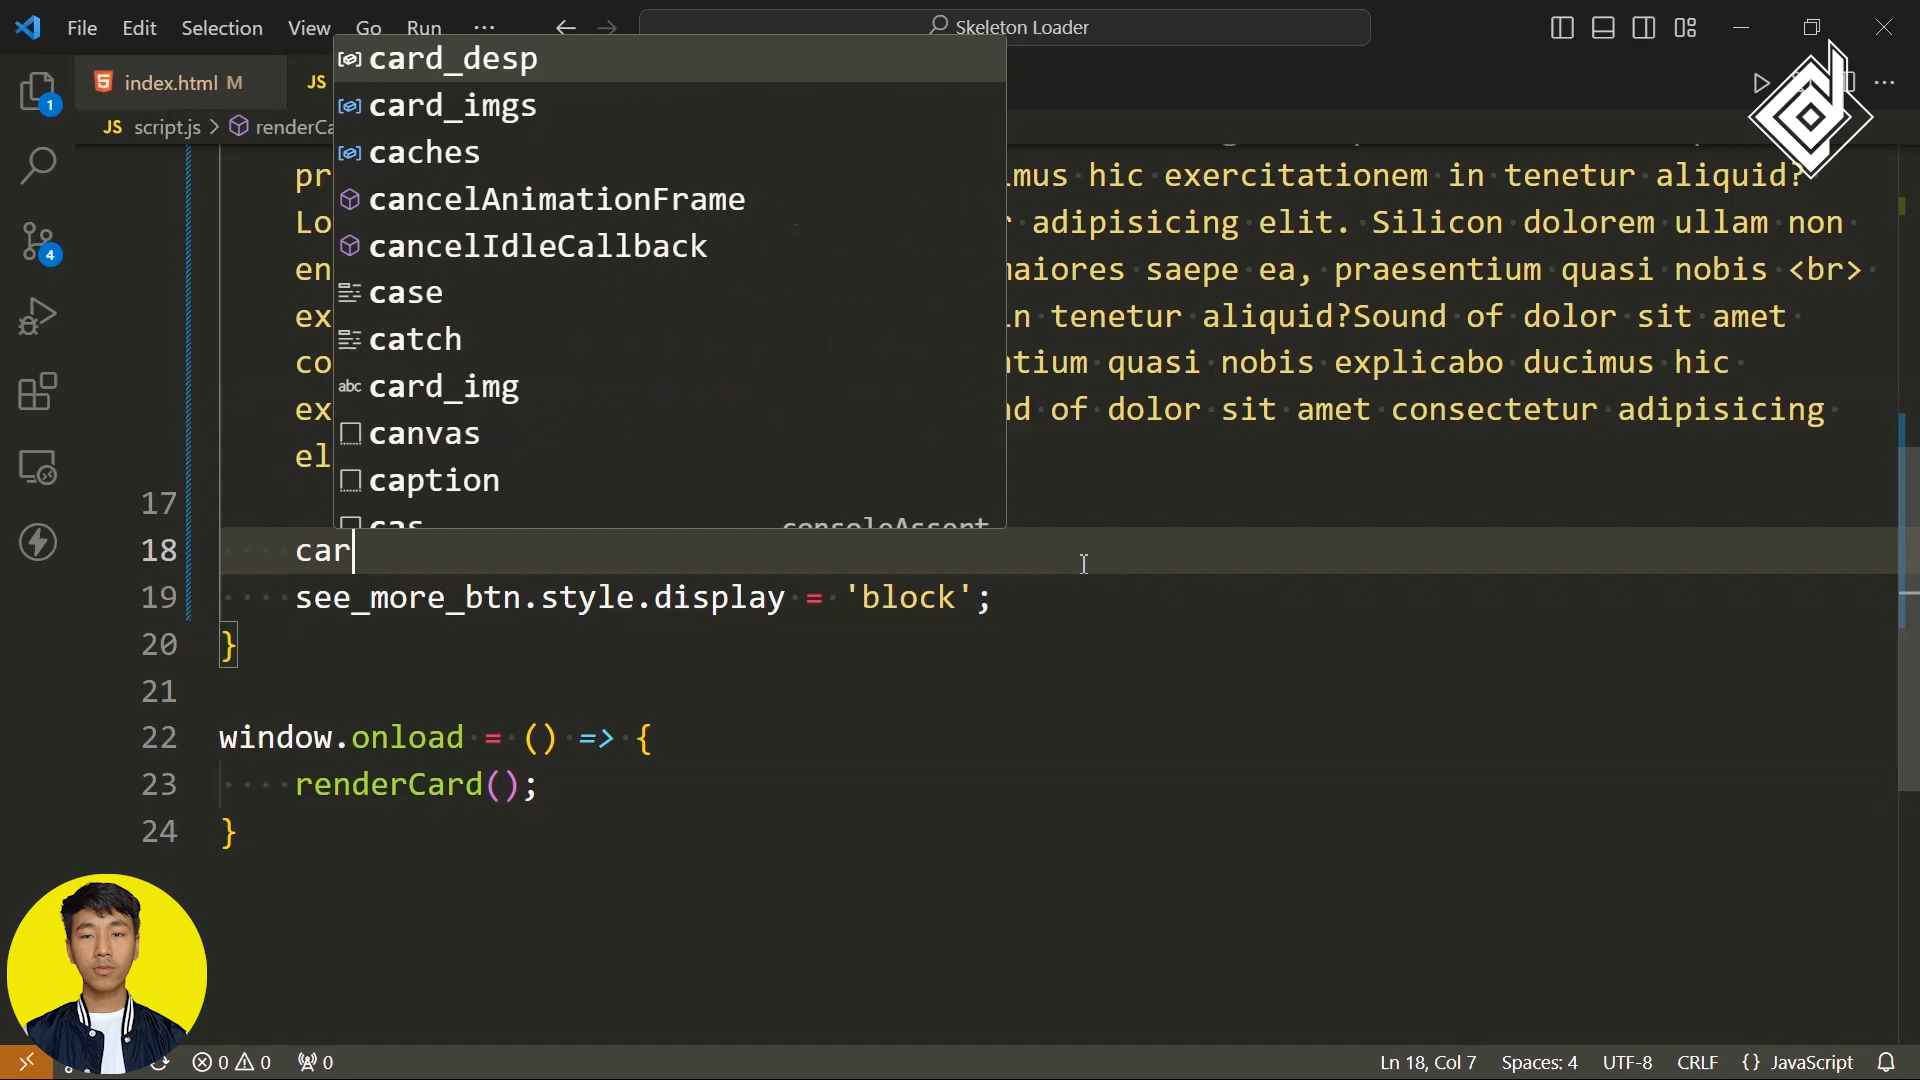 File Edit Selection View Go Run ··· Skeleton Loader
index.html M JS
JS script.js > renderCa
card_desp
card_imgs
caches
cancelAnimationFrame
cancelIdleCallback
case
catch
card_img
canvas
caption
cas consoleAssert
pr imus hic exercitationem in tenetur aliquid?
Lo r adipisicing elit. Silicon dolorem ullam non
en maiores saepe ea, praesentium quasi nobis <br>
ex in tenetur aliquid?Sound of dolor sit amet
co ntium quasi nobis explicabo ducimus hic
ex nd of dolor sit amet consectetur adipisicing
el
17
18 car
19 see_more_btn.style.display = 'block';
20 }
21
22 window.onload = () => {
23 renderCard();
24 }
1
4
0 0 0 Ln 18, Col 7 Spaces: 4 UTF-8 CRLF {} JavaScript